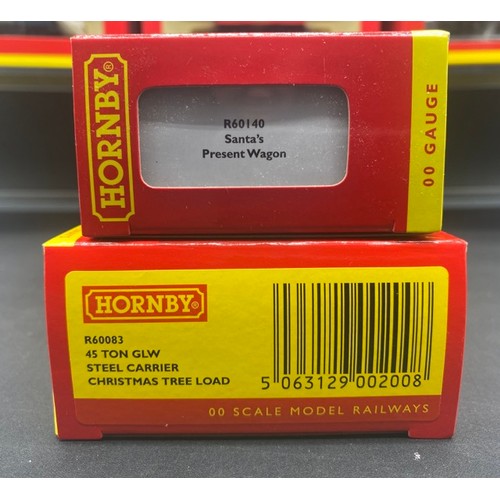 HORNBY®
R60140
Santa's
Present Wagon
00 GAUGE
HORNBY®
R60083
45 TON GLW
STEEL CARRIER
CHRISTMAS TREE LOAD
5 063129 002008
00 SCALE MODEL RAILWAYS